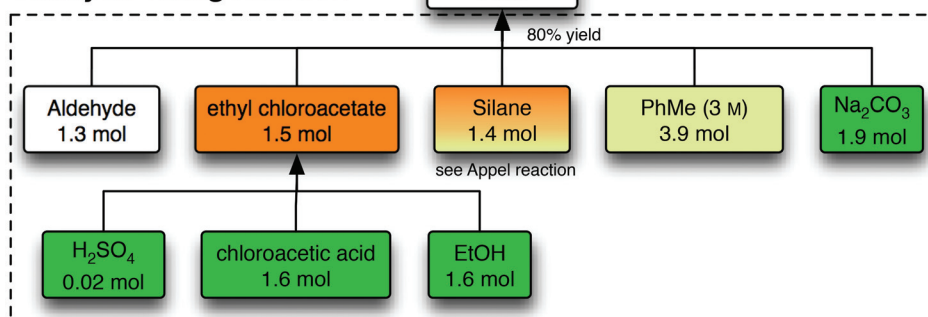 80% yield
Aldehyde
1.3 mol
ethyl chloroacetate
1.5 mol
Silane
1.4 mol
PhMe (3 M)
3.9 mol
Na₂CO₃
1.9 mol
see Appel reaction
H₂SO₄
0.02 mol
chloroacetic acid
1.6 mol
EtOH
1.6 mol